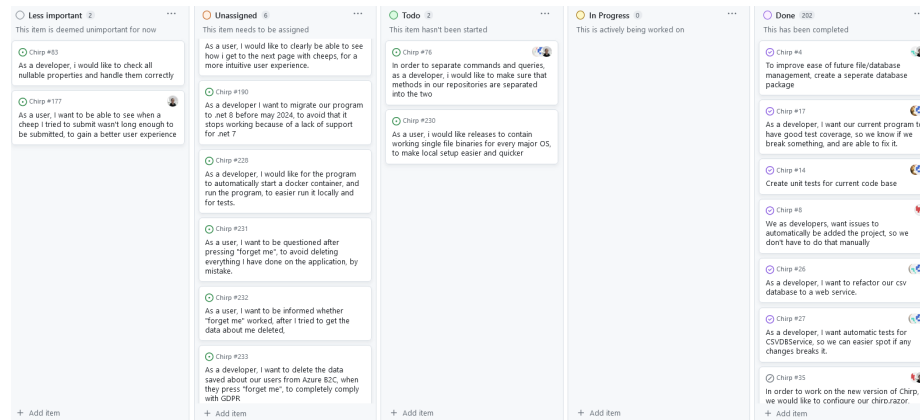 Less important 2 ...
This item is deemed unimportant for now
Chirp #83
As a developer, i would like to check all
nullable properties and handle them correctly
Chirp #177
As a user, I want to be able to see when a
cheep I tried to submit wasn't long enough to
be submitted, to gain a better user experience
+ Add item
Unassigned 6 ...
This item needs to be assigned
As a user, I would like to clearly be able to see
how i get to the next page with cheeps, for a
more intuitive user experience.
Chirp #190
As a developer I want to migrate our program
to .net 8 before may 2024, to avoid that it
stops working because of a lack of support
for .net 7
Chirp #228
As a developer, I would like for the program
to automatically start a docker container, and
run the program, to easier run it locally and
for tests.
Chirp #231
As a user, I want to be questioned after
pressing "forget me", to avoid deleting
everything I have done on the application, by
mistake.
Chirp #232
As a user, I want to be informed whether
"forget me" worked, after I tried to get the
data about me deleted,
Chirp #233
As a developer, I want to delete the data
saved about our users from Azure B2C, when
they press "forget me", to completely comply
with GDPR
+ Add item
Todo 2 ...
This item hasn't been started
Chirp #76
In order to separate commands and queries,
as a developer, i would like to make sure that
methods in our repositories are separated
into the two
Chirp #230
As a user, i would like releases to contain
working single file binaries for every major OS,
to make local setup easier and quicker
+ Add item
In Progress 0 ...
This is actively being worked on
+ Add item
Done 202 ...
This has been completed
Chirp #4
To improve ease of future file/database
management, create a seperate database
package
Chirp #17
As a developer, I want our current program to
have good test coverage, so we know if we
break something, and are able to fix it.
Chirp #14
Create unit tests for current code base
Chirp #8
We as developers, want issues to
automatically be added the project, so we
don't have to do that manually
Chirp #26
As a developer, I want to refactor our csv
database to a web service.
Chirp #27
As a developer, I want automatic tests for
CSVDBService, so we can easier spot if any
changes breaks it.
Chirp #35
In order to work on the new version of Chirp,
we would like to configure our chirp.razor.
+ Add item